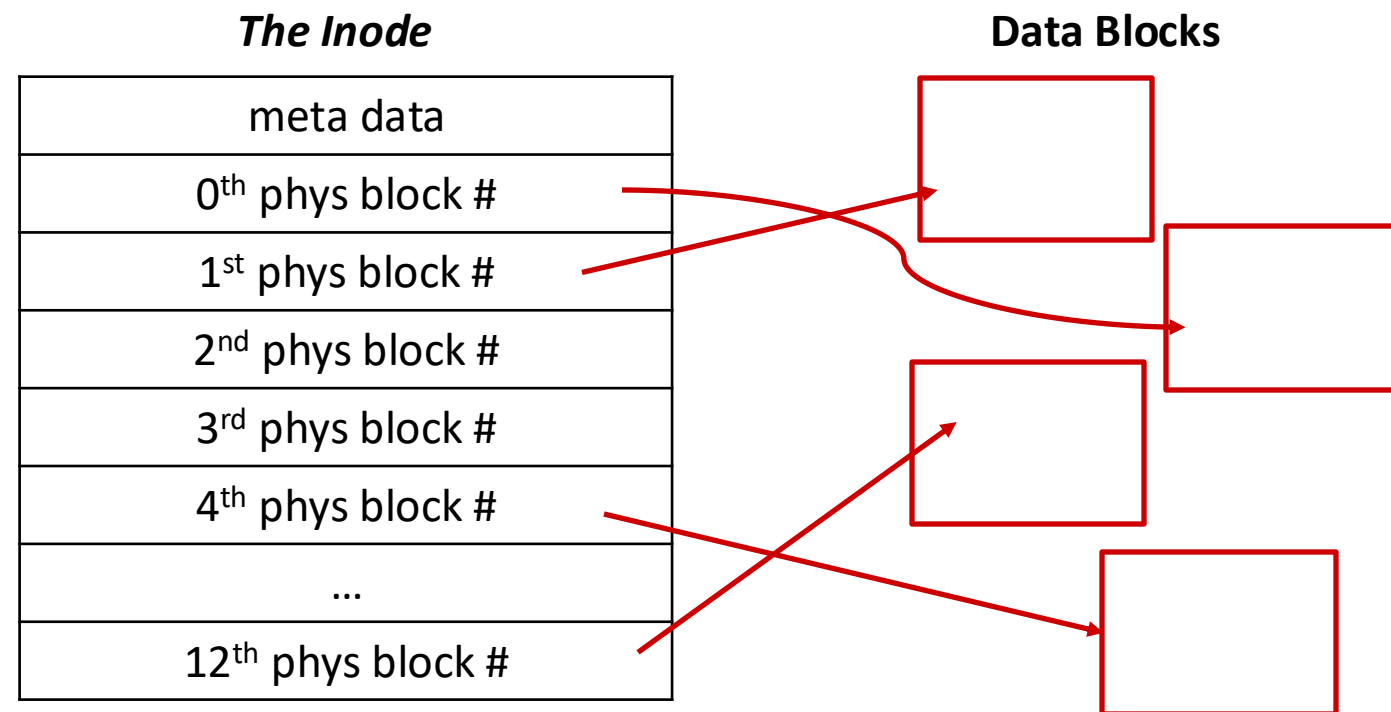 The Inode
Data Blocks
meta data
0th phys block #
1st phys block #
2nd phys block #
3rd phys block #
4th phys block #
…
12th phys block #